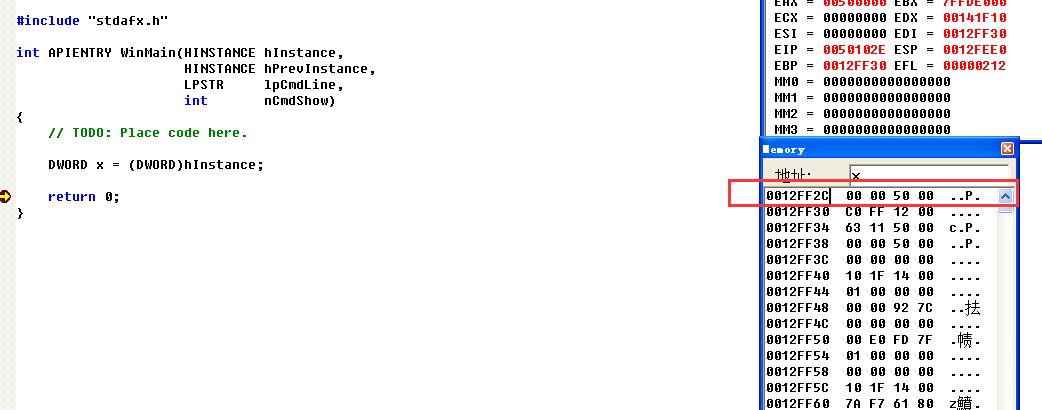 #include "stdafx.h"
int APIENTRY WinMain(HINSTANCE hInstance,
HINSTANCE hPrevInstance,
LPSTR lpCmdLine,
int nCmdShow)
{
// TODO: Place code here.
DWORD x = (DWORD)hInstance;
return 0;
}
EAX = 00500000 EBX = 7FFDE000
ECX = 00000000 EDX = 00141F10
ESI = 00000000 EDI = 0012FF30
EIP = 0050102E ESP = 0012FEE0
EBP = 0012FF30 EFL = 00000212
MM0 = 0000000000000000
MM1 = 0000000000000000
MM2 = 0000000000000000
MM3 = 0000000000000000
Memory
地址: x
0012FF2C 00 00 50 00 ..P.
0012FF30 C0 FF 12 00 ....
0012FF34 63 11 50 00 c.P.
0012FF38 00 00 50 00 ..P.
0012FF3C 00 00 00 00 ....
0012FF40 10 1F 14 00 ....
0012FF44 01 00 00 00 ....
0012FF48 00 00 92 7C ..抾
0012FF4C 00 00 00 00 ....
0012FF50 00 E0 FD 7F .帻.
0012FF54 01 00 00 00 ....
0012FF58 00 00 00 00 ....
0012FF5C 10 1F 14 00 ....
0012FF60 7A F7 61 80